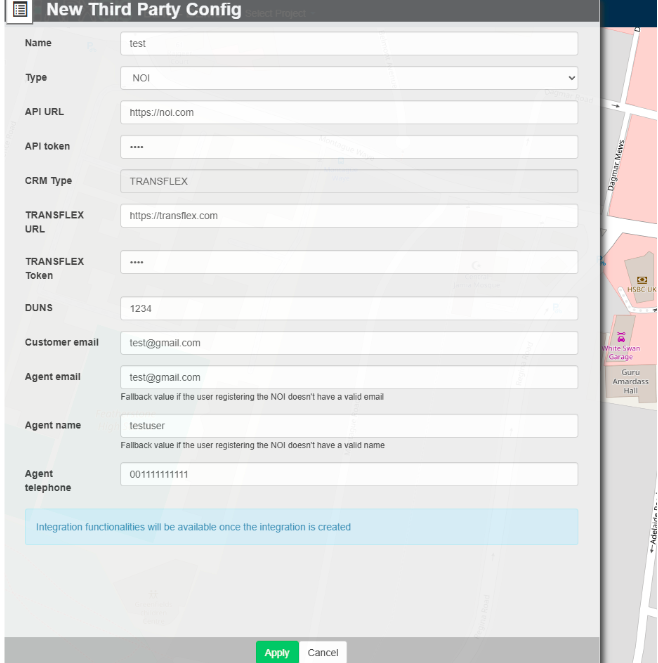 New Third Party Config
Select Project
Name
test
Type
NOI
API URL
https://noi.com
API token
••••
CRM Type
TRANSFLEX
TRANSFLEX
URL
https://transflex.com
TRANSFLEX
Token
••••
DUNS
1234
Customer email
test@gmail.com
Agent email
test@gmail.com
Fallback value if the user registering the NOI doesn't have a valid email
Agent name
testuser
Fallback value if the user registering the NOI doesn't have a valid name
Agent
telephone
001111111111
Integration functionalities will be available once the integration is created
Apply
Cancel
Dagmar Mews
HSBC UK
White Swan
Garage
Guru
Amardass
Hall